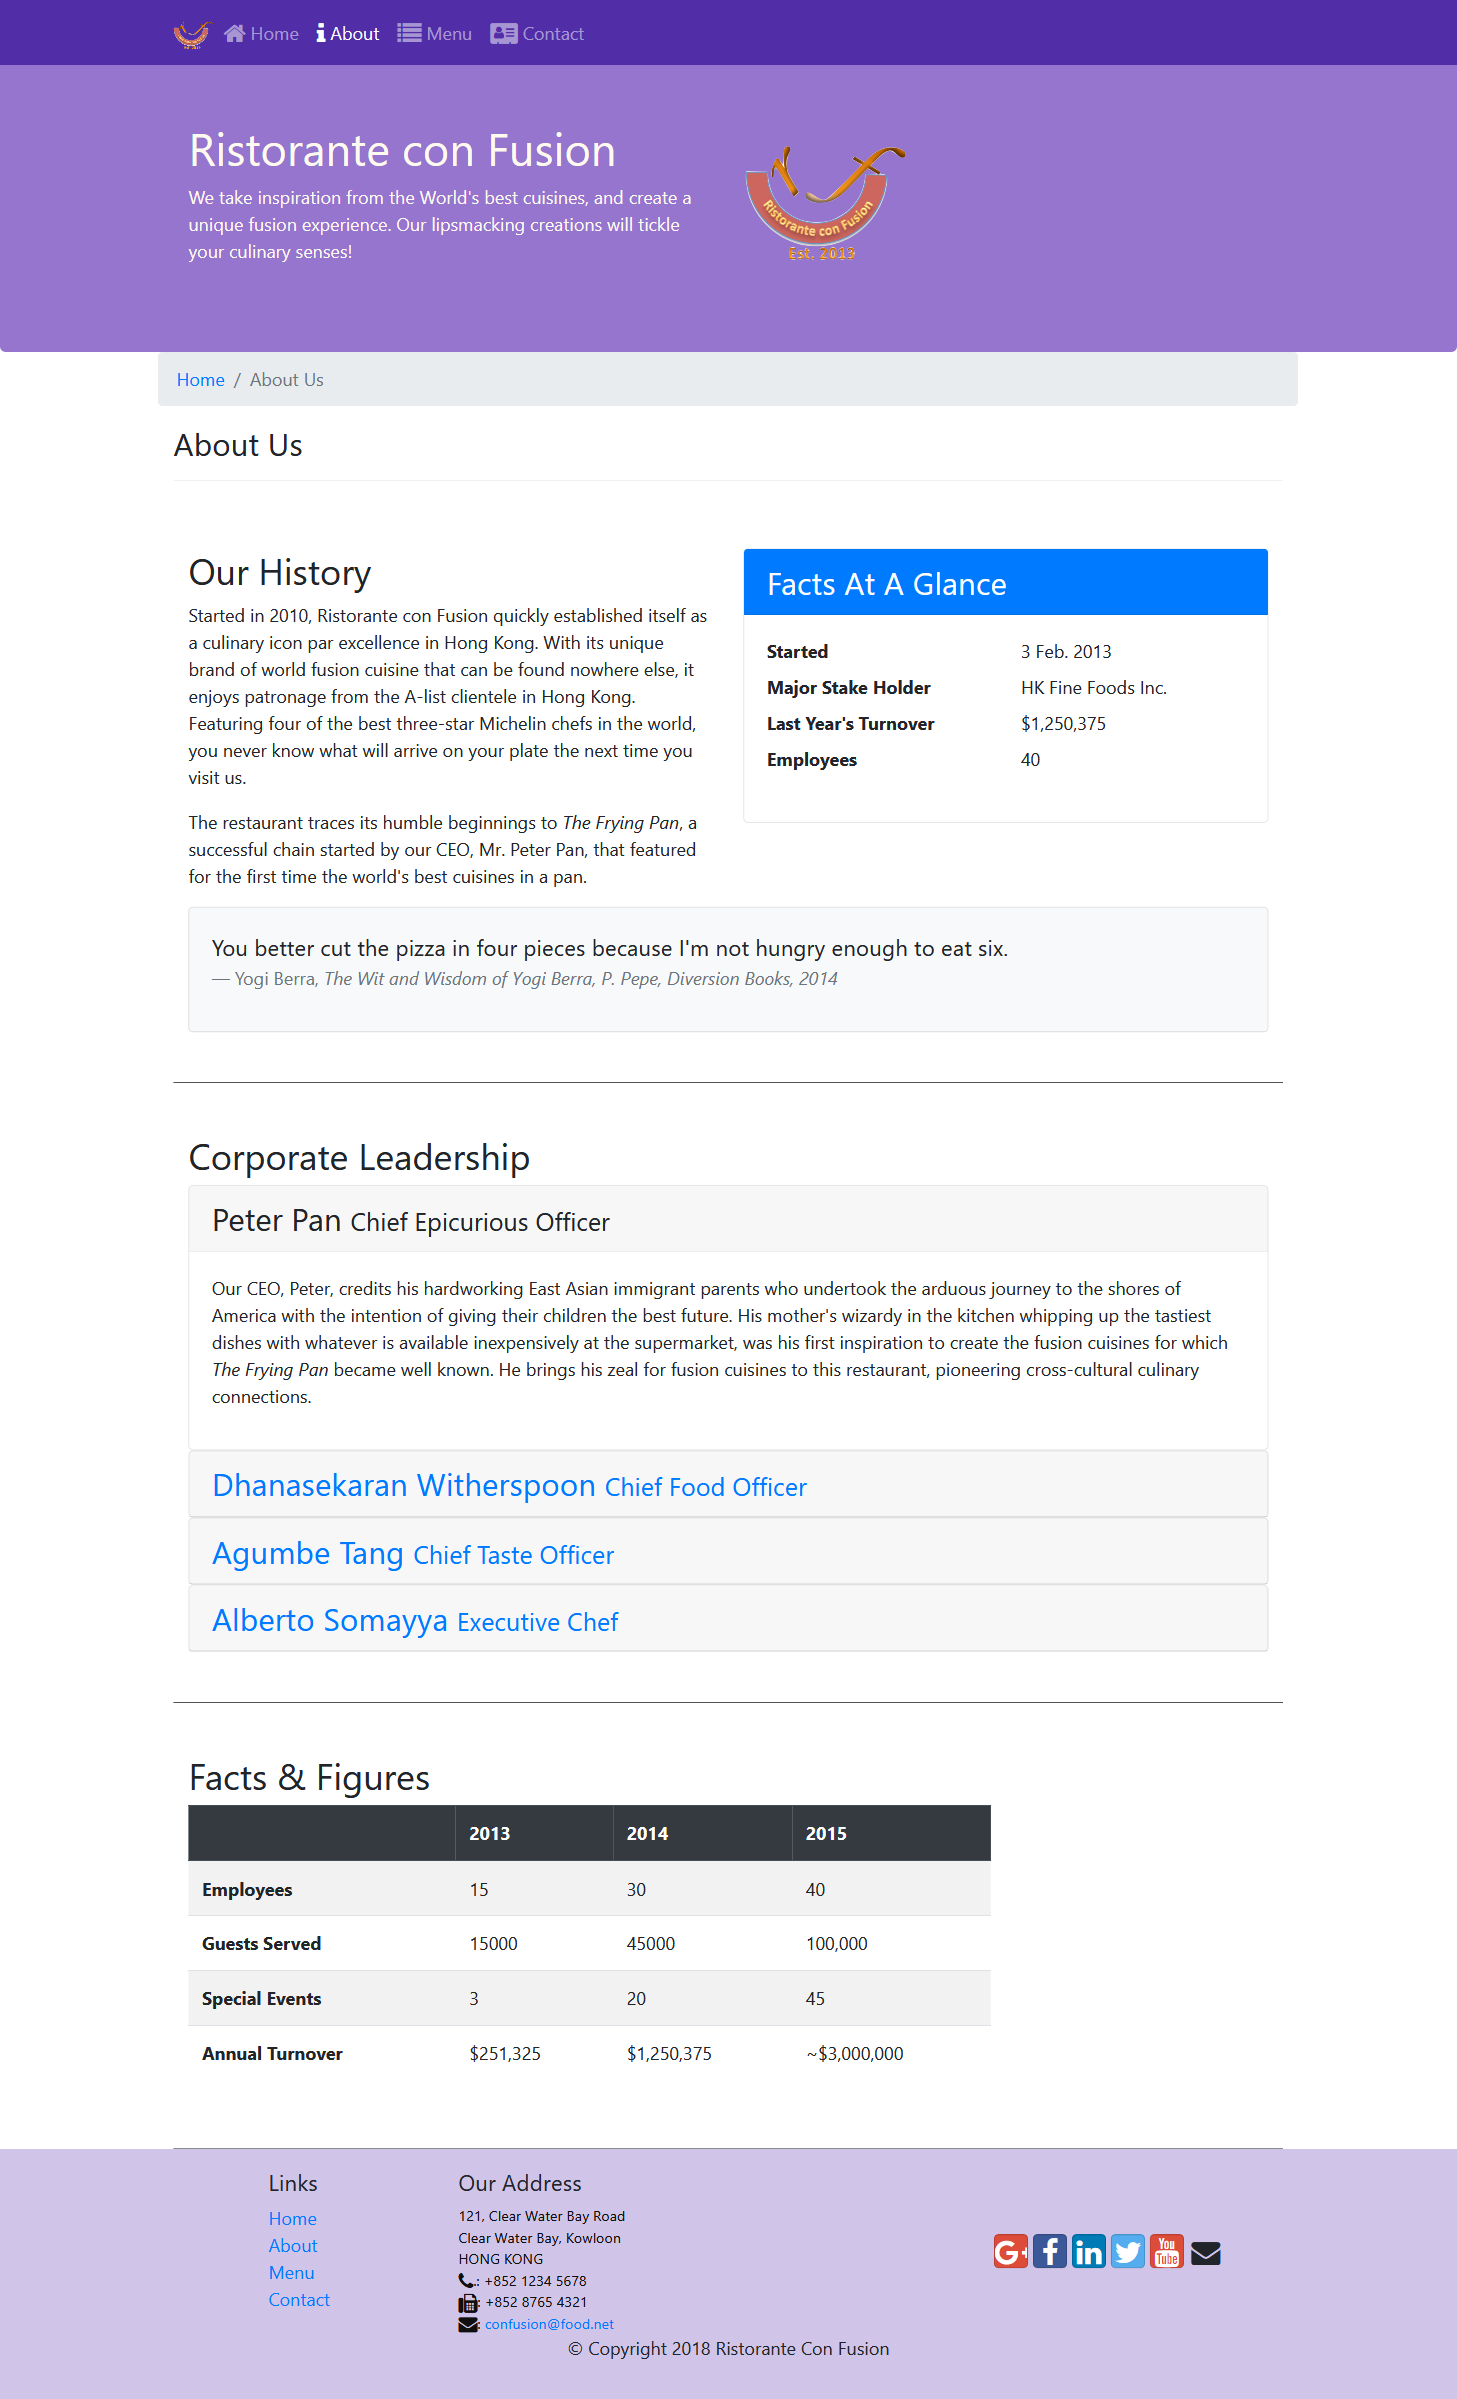 Home About Menu Contact
Ristorante con Fusion
We take inspiration from the World's best cuisines, and create a
unique fusion experience. Our lipsmacking creations will tickle
your culinary senses!
Ristorante con Fusion
Est. 2013
Home / About Us
About Us
Our History
Started in 2010, Ristorante con Fusion quickly established itself as
a culinary icon par excellence in Hong Kong. With its unique
brand of world fusion cuisine that can be found nowhere else, it
enjoys patronage from the A-list clientele in Hong Kong.
Featuring four of the best three-star Michelin chefs in the world,
you never know what will arrive on your plate the next time you
visit us.
The restaurant traces its humble beginnings to The Frying Pan, a
successful chain started by our CEO, Mr. Peter Pan, that featured
for the first time the world's best cuisines in a pan.
Facts At A Glance
Started 3 Feb. 2013
Major Stake Holder HK Fine Foods Inc.
Last Year's Turnover $1,250,375
Employees 40
You better cut the pizza in four pieces because I'm not hungry enough to eat six.
— Yogi Berra, The Wit and Wisdom of Yogi Berra, P. Pepe, Diversion Books, 2014
Corporate Leadership
Peter Pan Chief Epicurious Officer
Our CEO, Peter, credits his hardworking East Asian immigrant parents who undertook the arduous journey to the shores of
America with the intention of giving their children the best future. His mother's wizardy in the kitchen whipping up the tastiest
dishes with whatever is available inexpensively at the supermarket, was his first inspiration to create the fusion cuisines for which
The Frying Pan became well known. He brings his zeal for fusion cuisines to this restaurant, pioneering cross-cultural culinary
connections.
Dhanasekaran Witherspoon Chief Food Officer
Agumbe Tang Chief Taste Officer
Alberto Somayya Executive Chef
Facts & Figures
2013 2014 2015
Employees 15 30 40
Guests Served 15000 45000 100,000
Special Events 3 20 45
Annual Turnover $251,325 $1,250,375 ~$3,000,000
Links
Home
About
Menu
Contact
Our Address
121, Clear Water Bay Road
Clear Water Bay, Kowloon
HONG KONG
: +852 1234 5678
: +852 8765 4321
: confusion@food.net
G+ f in You Tube
© Copyright 2018 Ristorante Con Fusion